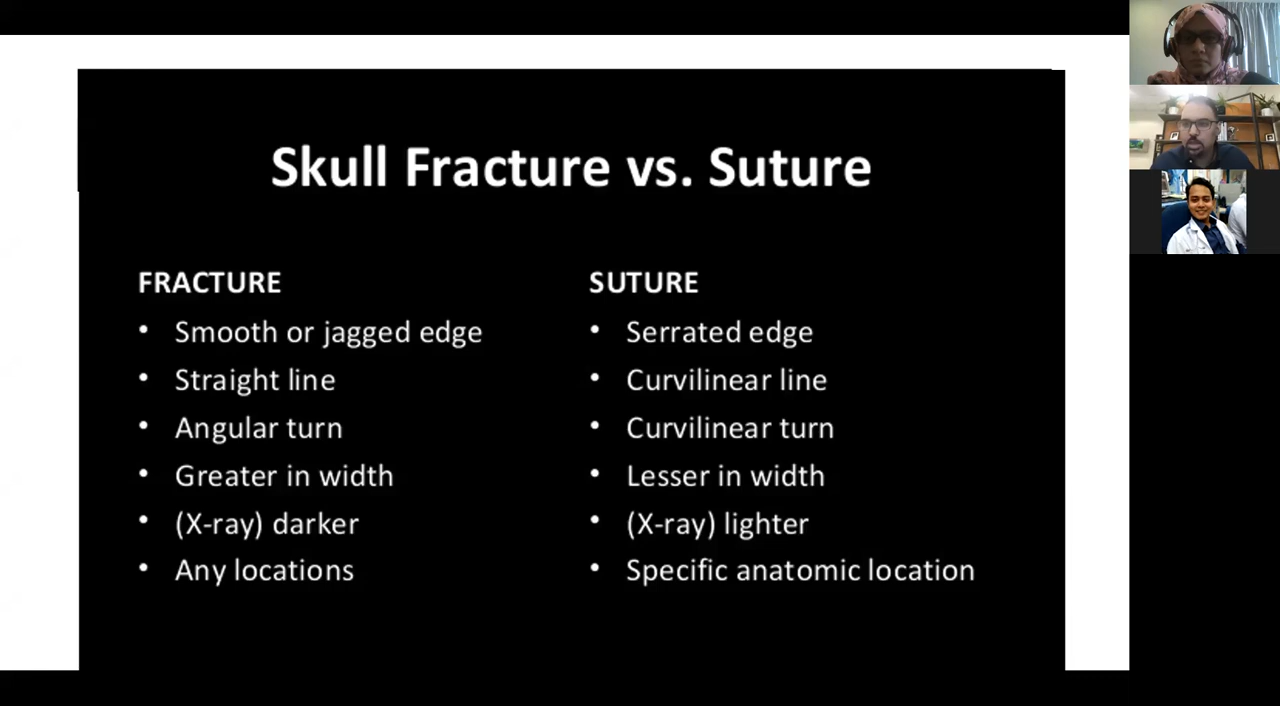 Skull Fracture vs. Suture
FRACTURE
• Smooth or jagged edge
• Straight line
• Angular turn
• Greater in width
• (X-ray) darker
• Any locations
SUTURE
• Serrated edge
• Curvilinear line
• Curvilinear turn
• Lesser in width
• (X-ray) lighter
• Specific anatomic location